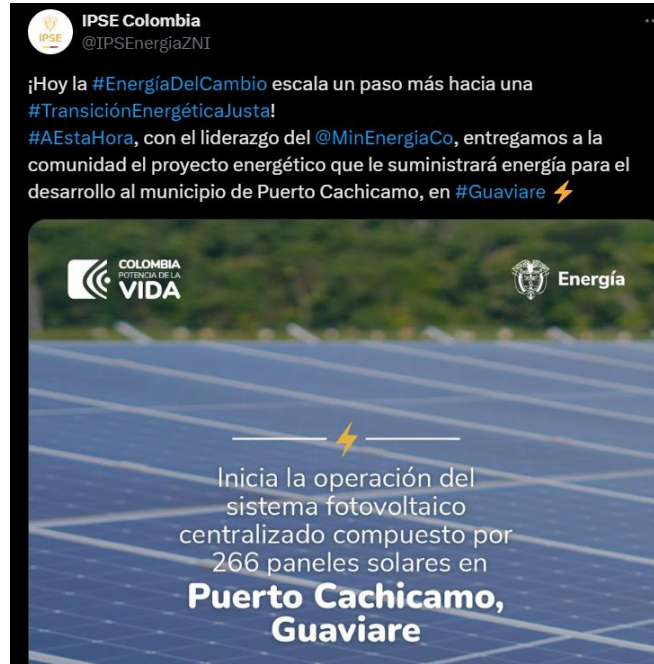 IPSE Colombia
@IPSEnergiaZNI
¡Hoy la #EnergíaDelCambio escala un paso más hacia una
#TransiciónEnergéticaJusta!
#AEstaHora, con el liderazgo del @MinEnergiaCo, entregamos a la
comunidad el proyecto energético que le suministrará energía para el
desarrollo al municipio de Puerto Cachicamo, en #Guaviare ⚡
COLOMBIA
POTENCIA DE LA
VIDA
Energía
Inicia la operación del
sistema fotovoltaico
centralizado compuesto por
266 paneles solares en
Puerto Cachicamo,
Guaviare